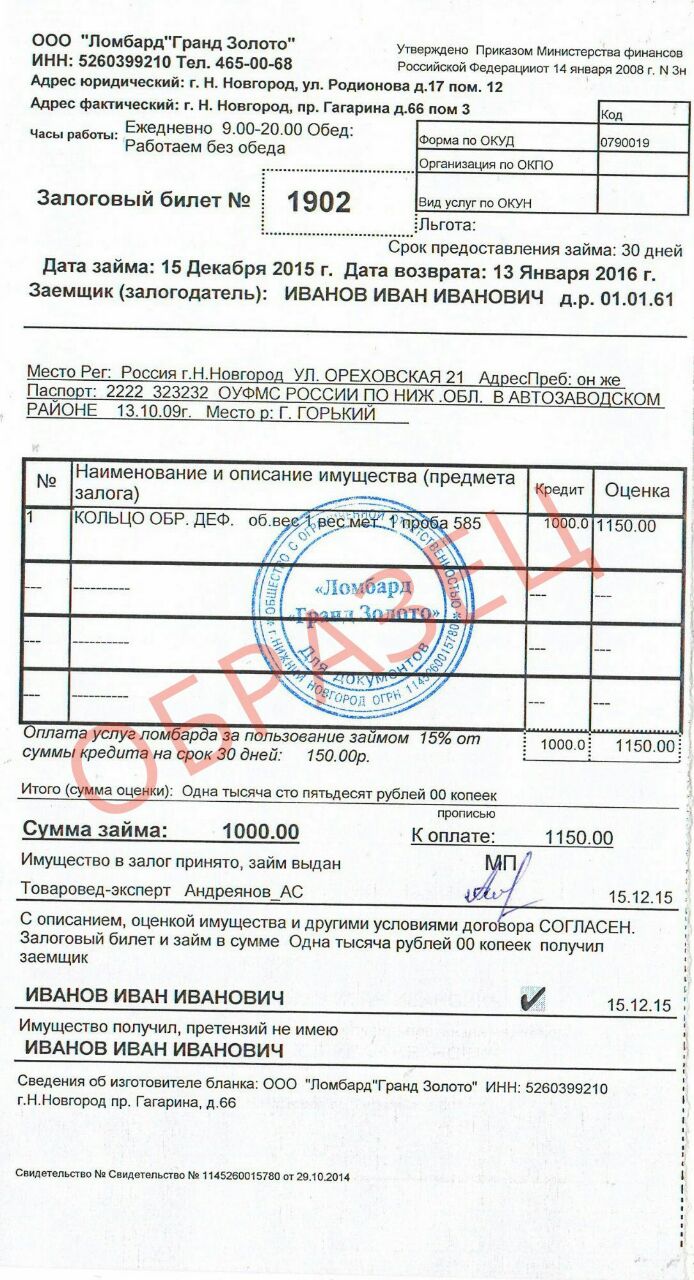 ООО "Ломбард"Гранд Золото"
ИНН: 5260399210 Тел. 465-00-68
Утверждено Приказом Министерства финансов
Российской Федерацииот 14 января 2008 г. N 3н
Адрес юридический: г. Н. Новгород, ул. Родионова д.17 пом. 12
Адрес фактический: г. Н. Новгород, пр. Гагарина д.66 пом 3
Часы работы: Ежедневно 9.00-20.00 Обед:
Работаем без обеда
Код
Форма по ОКУД 0790019
Организация по ОКПО
Вид услуг по ОКУН
Залоговый билет № 1902
Льгота:
Срок предоставления займа: 30 дней
Дата займа: 15 Декабря 2015 г. Дата возврата: 13 Января 2016 г.
Заемщик (залогодатель): ИВАНОВ ИВАН ИВАНОВИЧ д.р. 01.01.61
Место Рег: Россия г.Н.Новгород УЛ. ОРЕХОВСКАЯ 21 АдресПреб: он же
Паспорт: 2222 323232 ОУФМС РОССИИ ПО НИЖ .ОБЛ. В АВТОЗАВОДСКОМ
РАЙОНЕ 13.10.09г. Место р: Г. ГОРЬКИЙ
№ Наименование и описание имущества (предмета залога) Кредит Оценка
1 КОЛЬЦО ОБР. ДЕФ. об.вес 1 вес мет. 1 проба 585 1000.0 1150.00
--- ---------- --- ---
--- ---------- --- ---
--- ---------- --- ---
ОБЩЕСТВО С ОГРАНИЧЕННОЙ ОТВЕТСТВЕННОСТЬЮ
«Ломбард
«Гранд Золото»
Для документов
г.НИЖНИЙ НОВГОРОД ОГРН 1145260015780
ОБРАЗЕЦ
Оплата услуг ломбарда за пользование займом 15% от
суммы кредита на срок 30 дней: 150.00р.
1000.0 1150.00
Итого (сумма оценки): Одна тысяча сто пятьдесят рублей 00 копеек
прописью
Сумма займа: 1000.00 К оплате: 1150.00
Имущество в залог принято, займ выдан МП
Товаровед-эксперт Андреянов_АС 15.12.15
С описанием, оценкой имущества и другими условиями договора СОГЛАСЕН.
Залоговый билет и займ в сумме Одна тысяча рублей 00 копеек получил
заемщик
ИВАНОВ ИВАН ИВАНОВИЧ ✔ 15.12.15
Имущество получил, претензий не имею
ИВАНОВ ИВАН ИВАНОВИЧ
Сведения об изготовителе бланка: ООО "Ломбард"Гранд Золото" ИНН: 5260399210
г.Н.Новгород пр. Гагарина, д.66
Свидетельство № Свидетельство № 1145260015780 от 29.10.2014